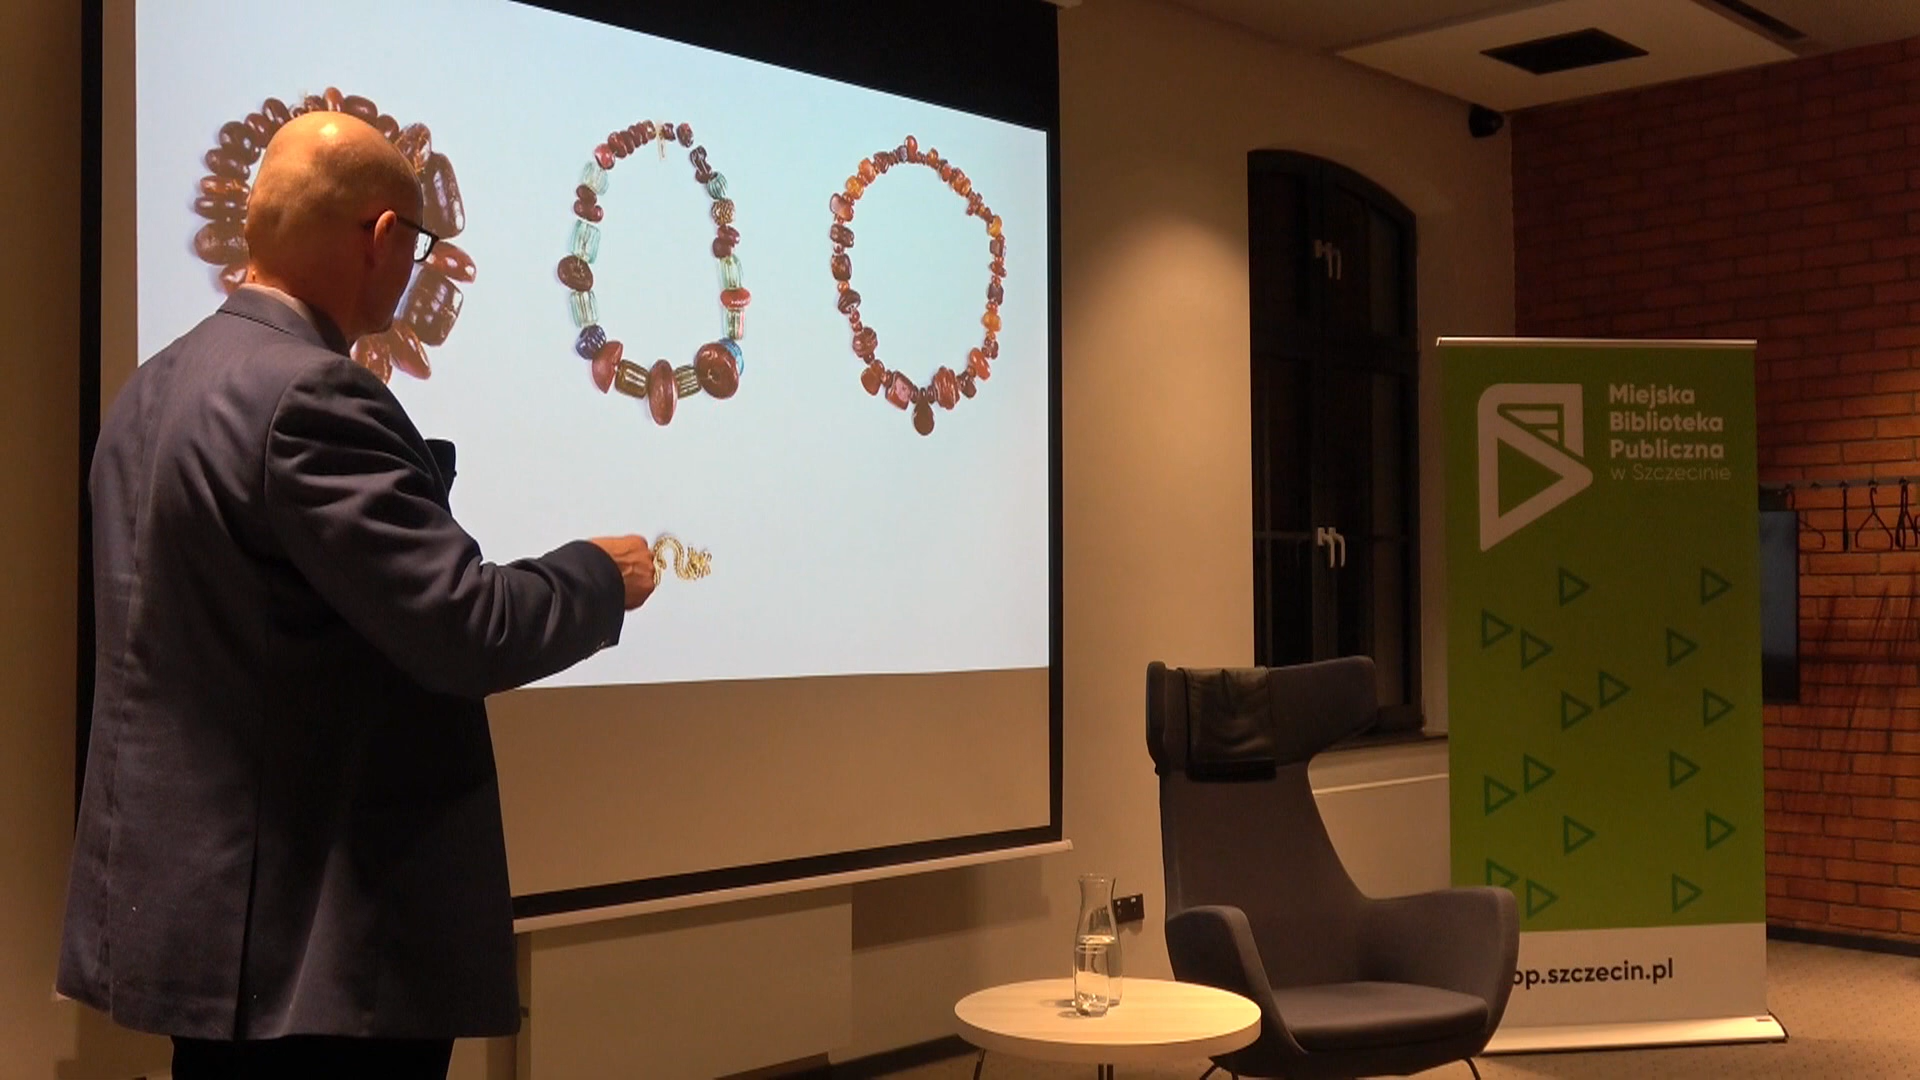 Miejska
Biblioteka
Publiczna
w Szczecinie
op.szczecin.pl